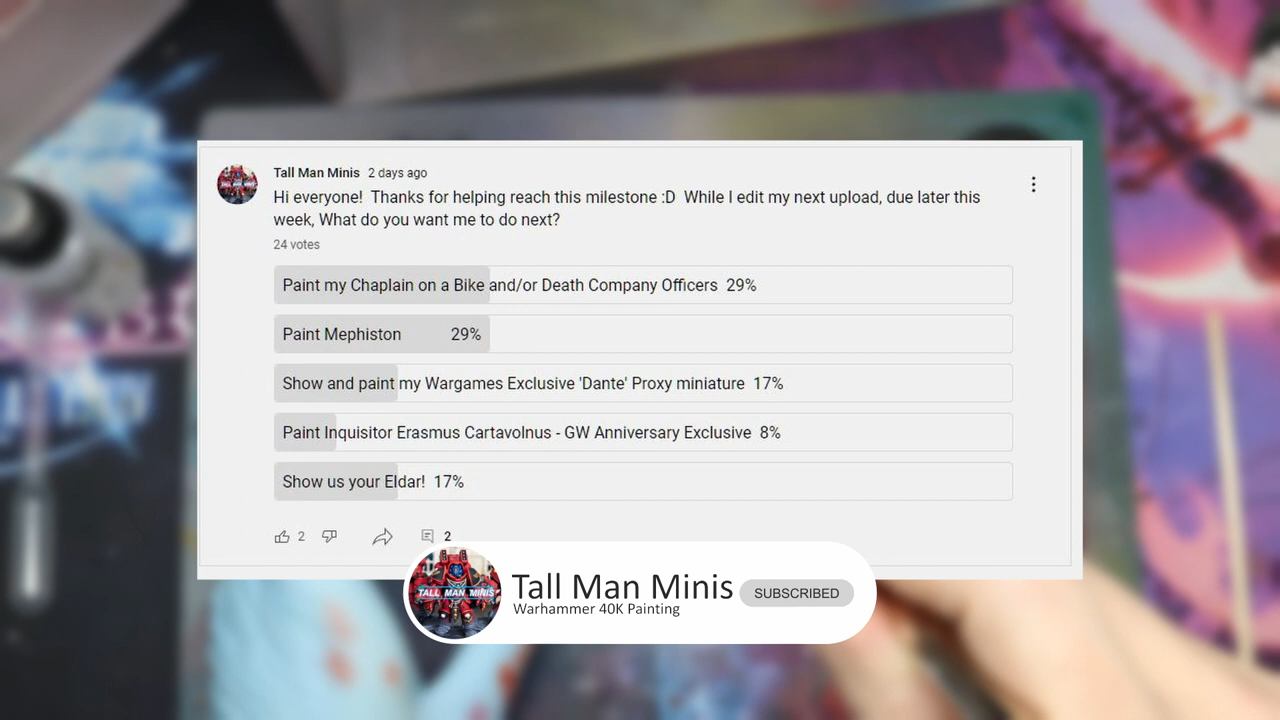 Tall Man Minis 2 days ago
Hi everyone! Thanks for helping reach this milestone :D While I edit my next upload, due later this
week, What do you want me to do next?
24 votes
Paint my Chaplain on a Bike and/or Death Company Officers 29%
Paint Mephiston 29%
Show and paint my Wargames Exclusive 'Dante' Proxy miniature 17%
Paint Inquisitor Erasmus Cartavolnus - GW Anniversary Exclusive 8%
Show us your Eldar! 17%
2 2
TALL MAN MINIS
Tall Man Minis
SUBSCRIBED
Warhammer 40K Painting